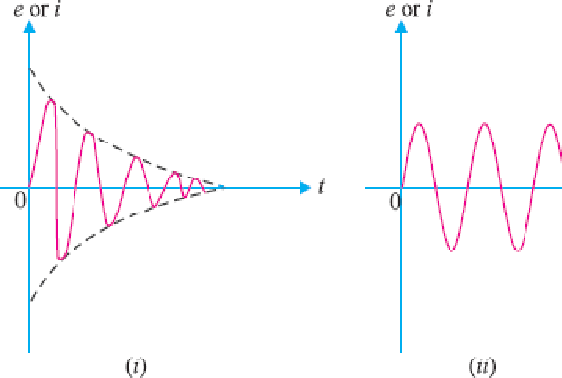 e or i
e or i
0
t
0
(i)
(ii)